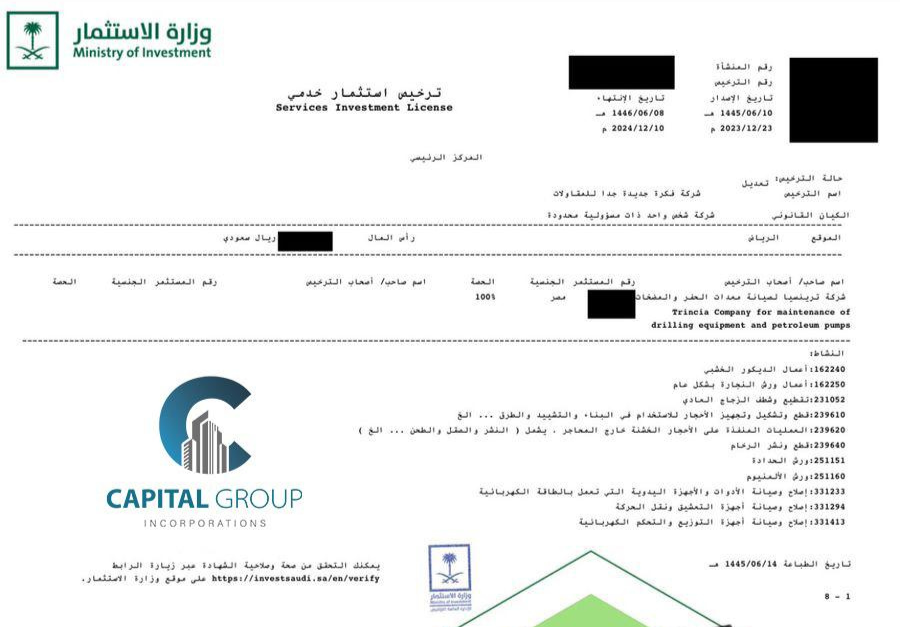 وزارة الاستثمار
Ministry of Investment
رقم المنشأة
رقم الترخيص
ترخيص استثمار خدمي
Services Investment License
تاريخ الإصدار تاريخ الإنتهاء
1445/06/10 هـ 1446/06/08 هـ
2023/12/23 م 2024/12/10 م
المركز الرئيسي
حالة الترخيص: تعديل
اسم الترخيص شركة فكرة جديدة جدا للمقاولات
الكيان القانوني شركة شخص واحد ذات مسؤولية محدودة
الموقع الرياض رأس المال ريال سعودي
اسم صاحب/ أصحاب الترخيص رقم المستثمر الجنسية الحصة اسم صاحب/ أصحاب الترخيص رقم المستثمر الجنسية الحصة
شركة ترينسيا لصيانة معدات الحفر والمضخات مصر 100%
Trincia Company for maintenance of
drilling equipment and petroleum pumps
النشاط:
162240:أعمال الديكور الخشبي
162250:أعمال ورش النجارة بشكل عام
231052:تقطيع وشطف الزجاج العادي
239610:قطع وتشكيل وتجهيز الأحجار للاستخدام في البناء والتشييد والطرق ... الخ
239620:العمليات المنفذة على الأحجار الخشنة خارج المحاجر . يشمل ( النشر والصقل والطحن ... الخ )
239640:قطع ونشر الرخام
251151:ورش الحدادة
251160:ورش الألمنيوم
331233:إصلاح وصيانة الأدوات والأجهزة اليدوية التي تعمل بالطاقة الكهربائية
331294:إصلاح وصيانة أجهزة التعشيق ونقل الحركة
331413:إصلاح وصيانة أجهزة التوزيع والتحكم الكهربائية
CAPITAL GROUP
INCORPORATIONS
يمكنك التحقق من صحة وصلاحية الشهادة عبر زيارة الرابط
https://investsaudi.sa/en/verify على موقع وزارة الاستثمار.
وزارة الاستثمار
Ministry of Investment
تاريخ الطباعة 1445/06/14 هـ
8 - 1